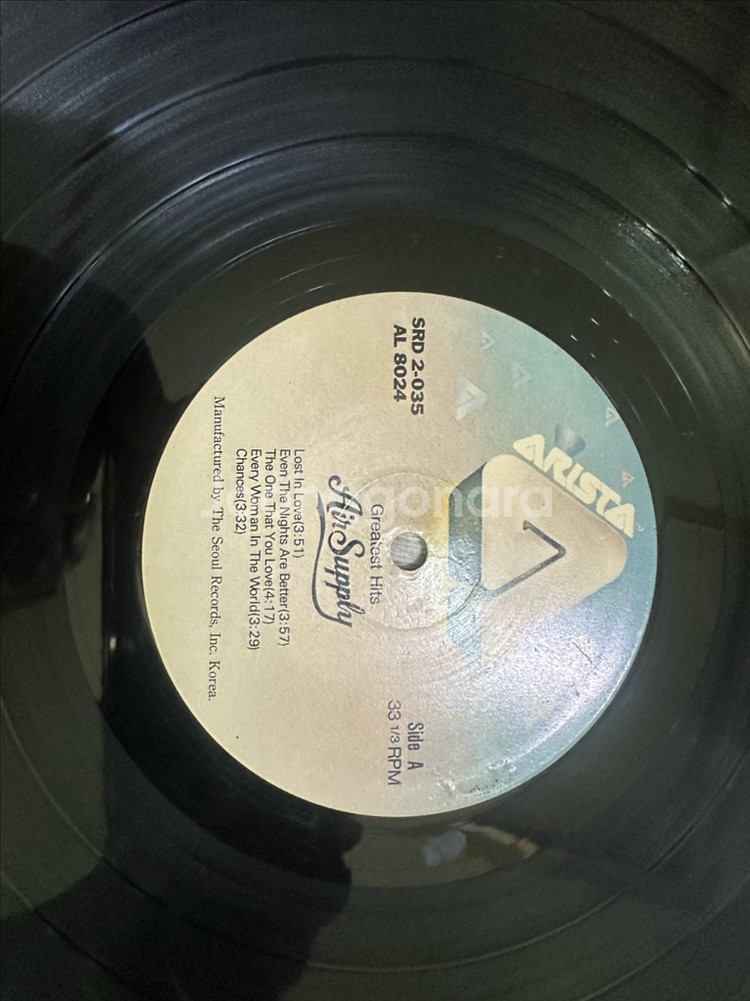 ARISTA
SRD 2-035
AL 8024
Side A
33 1/3 RPM
Greatest Hits
Air Supply
Lost In Love(3:51)
Even The Nights Are Better(3:57)
The One That You Love(4:17)
Every Woman In The World(3:29)
Chances(3:32)
Manufactured by The Seoul Records, Inc. Korea.